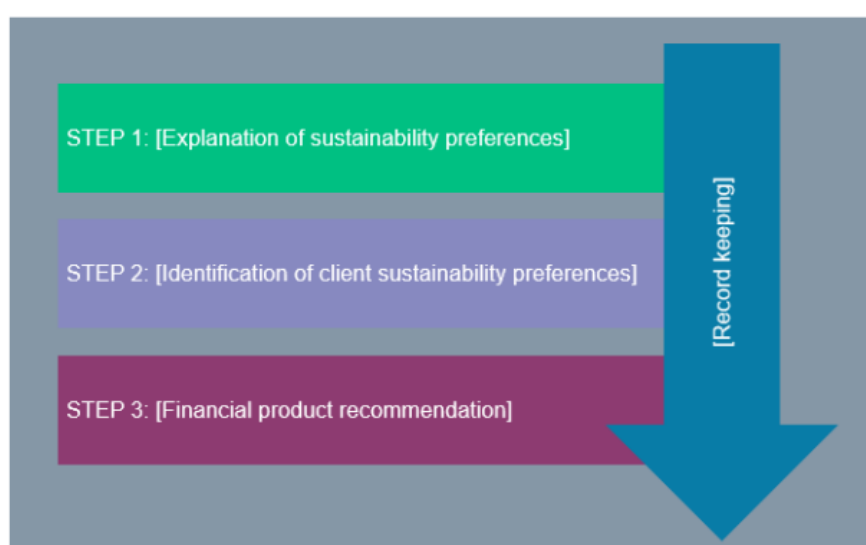 STEP 1: [Explanation of sustainability preferences]
STEP 2: [Identification of client sustainability preferences]
STEP 3: [Financial product recommendation]
[Record keeping]